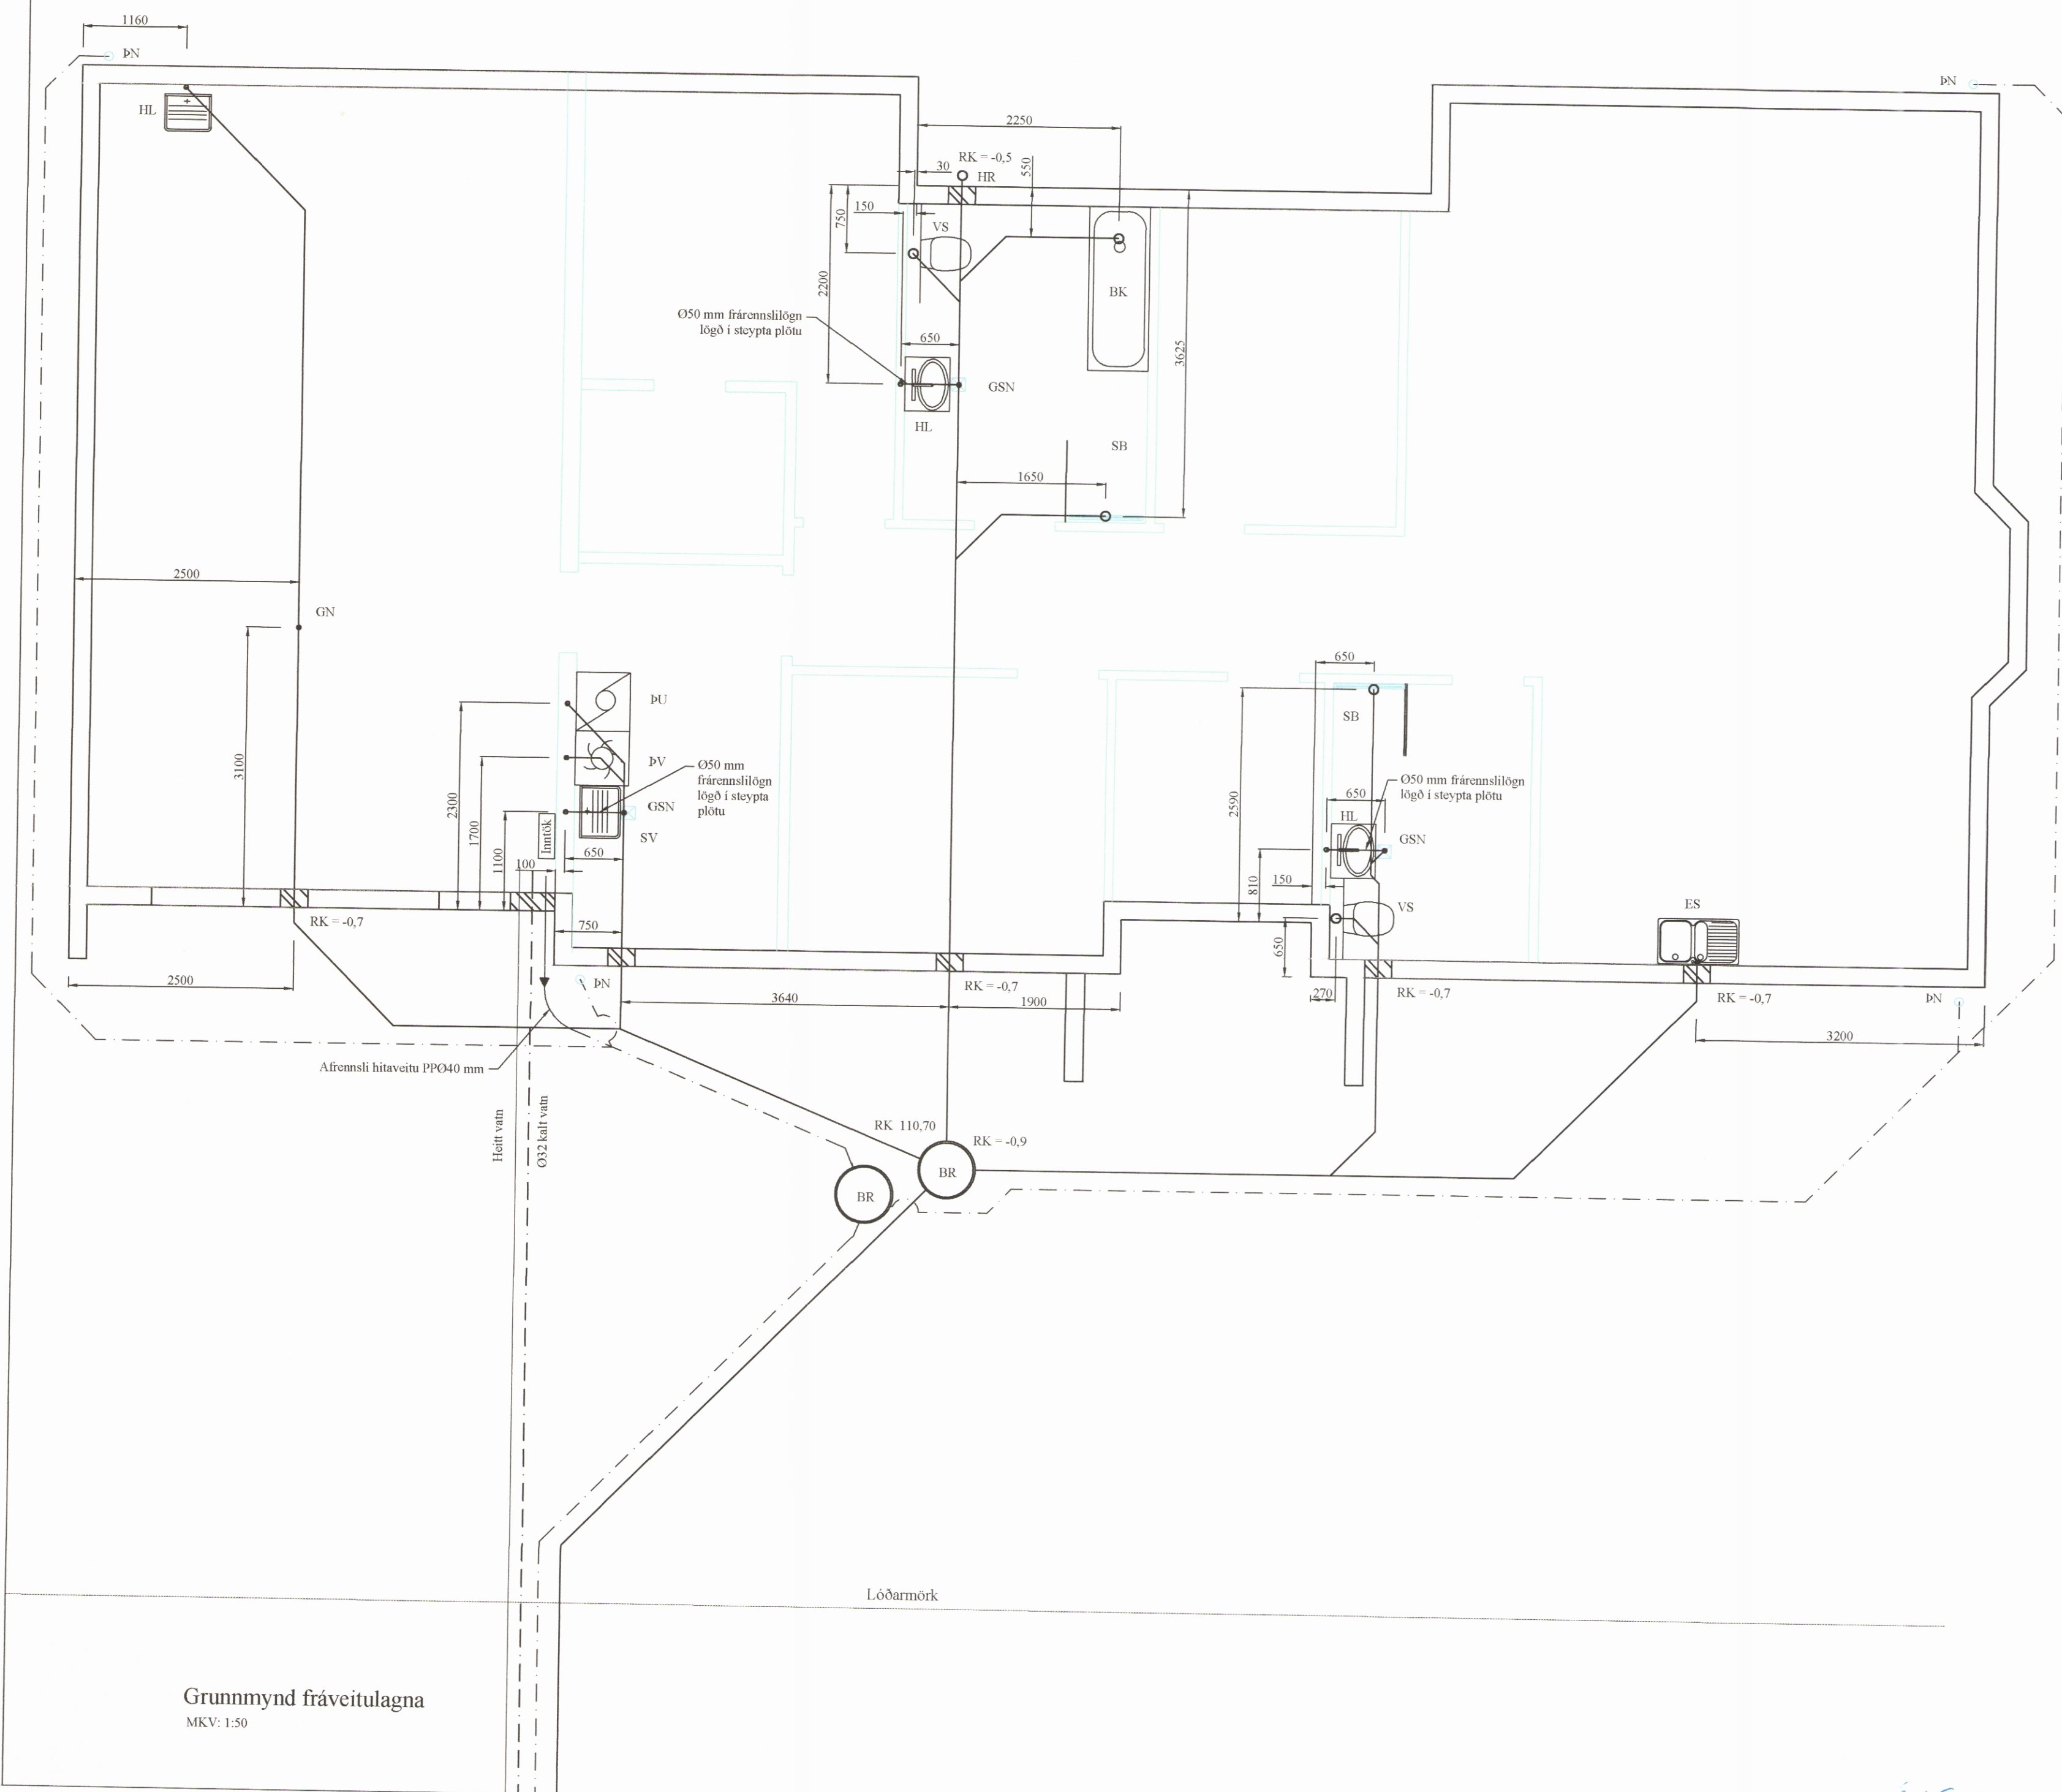 1160
ÞN
ÞN
HL
2250
RK = -0,5
30
HR
550
150
750
VS
2200
BK
Ø50 mm frárennslilögn
lögð í steypta plötu
650
3625
GSN
HL
SB
1650
2500
GN
650
ÞU
SB
ÞV
Ø50 mm
frárennslilögn
lögð í steypta
plötu
3100
2300
1700
1100
Inntök
GSN
SV
650
100
2590
Ø50 mm frárennslilögn
lögð í steypta plötu
650
HL
GSN
810
150
VS
ES
RK = -0,7
750
650
2500
ÞN
3640
RK = -0,7
1900
270
RK = -0,7
RK = -0,7
ÞN
3200
Afrennsli hitaveitu PPØ40 mm
Heitt vatn
Ø32 kalt vatn
RK 110,70
RK = -0,9
BR
BR
Lóðarmörk
Grunnmynd fráveitulagna
MKV: 1:50